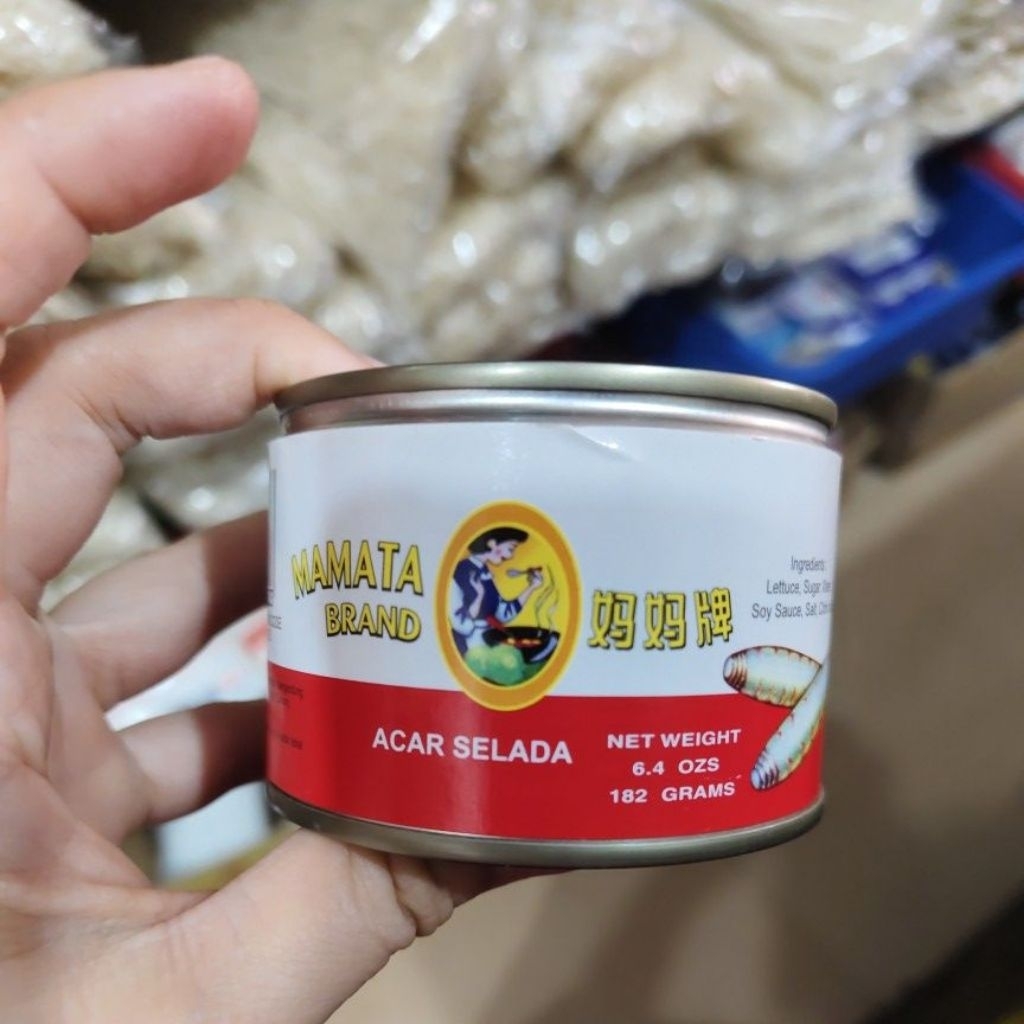 MAMATA
BRAND
妈妈牌
Ingredients:
Lettuce, Sugar,
Soy Sauce, Salt,
ACAR SELADA
NET WEIGHT
6.4 OZS
182 GRAMS